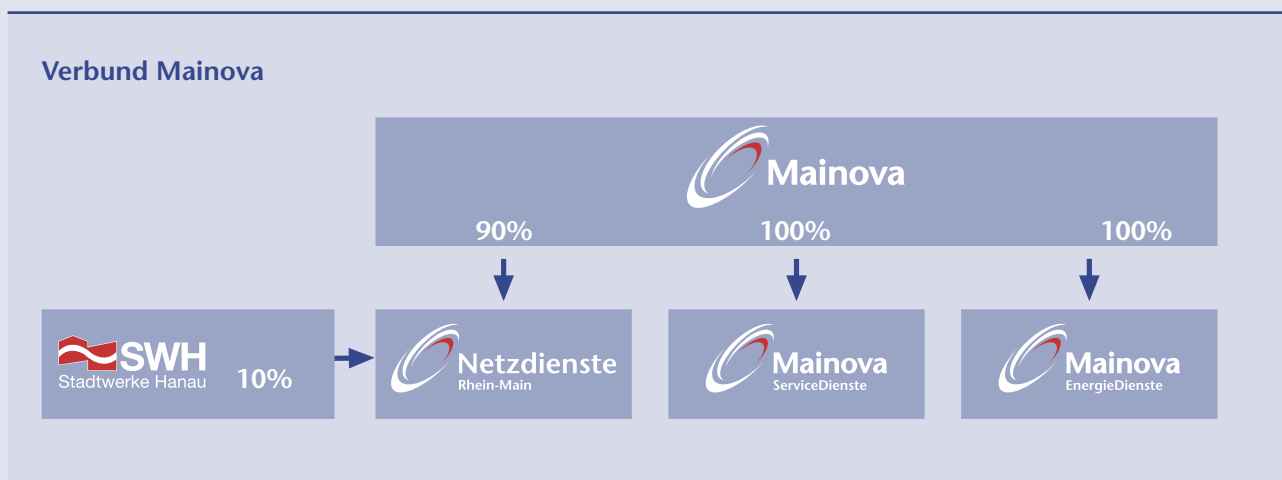 Verbund Mainova
Mainova
90% 100% 100%
SWH
Stadtwerke Hanau 10%
Netzdienste
Rhein-Main
Mainova
ServiceDienste
Mainova
EnergieDienste